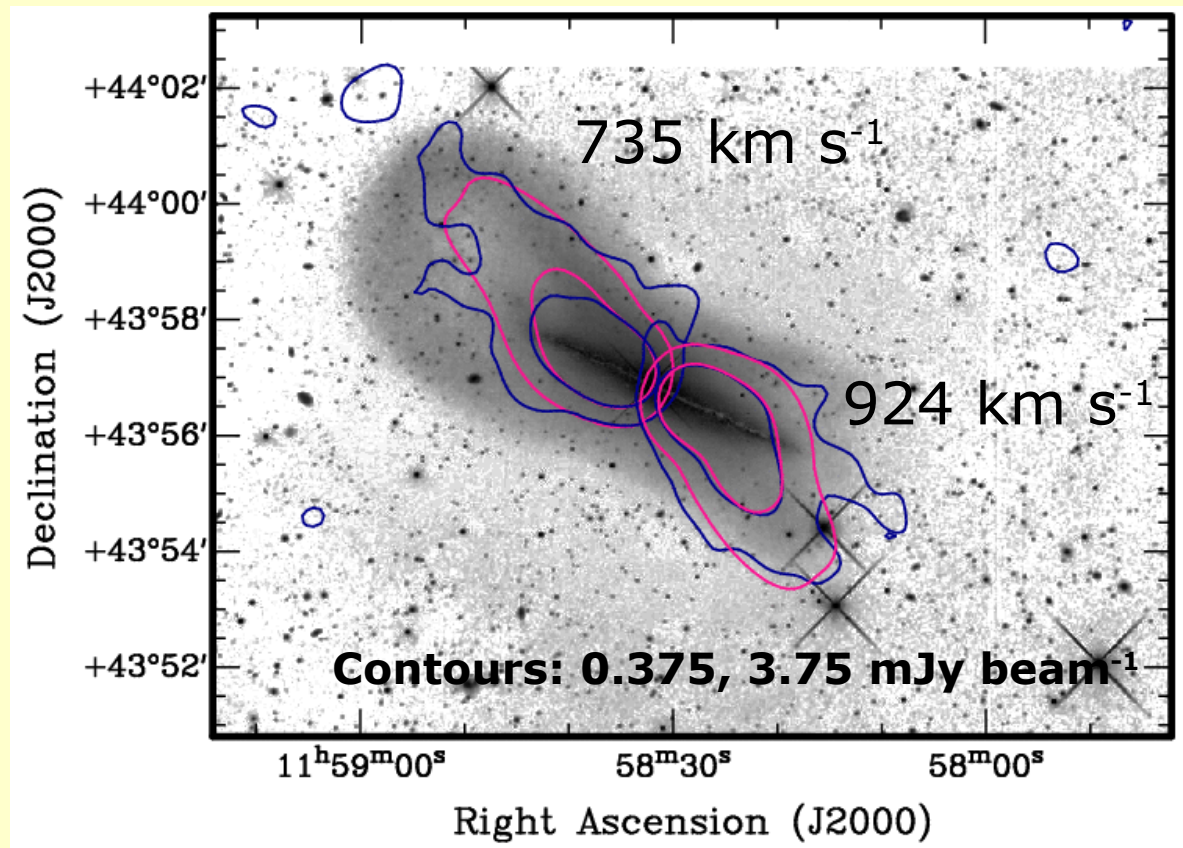 +44°02′
735 km s⁻¹
+44°00′
+43°58′
924 km s⁻¹
+43°56′
+43°54′
+43°52′
Contours: 0.375, 3.75 mJy beam⁻¹
11ʰ59ᵐ00ˢ
58ᵐ30ˢ
58ᵐ00ˢ
Declination (J2000)
Right Ascension (J2000)